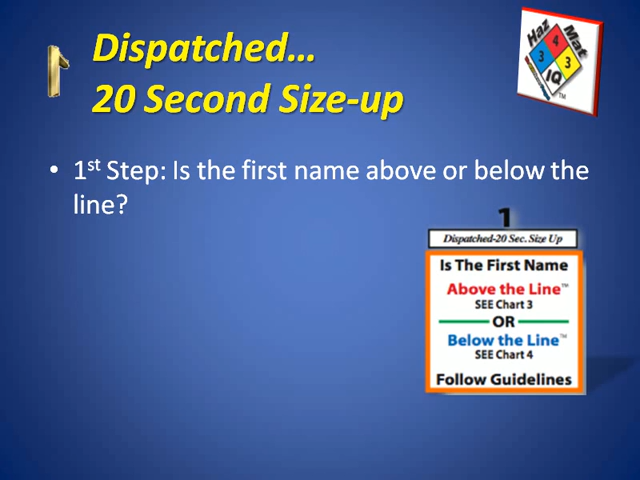 1
Dispatched...
20 Second Size-up
Haz Mat
4
3
3
IQ
TM
• 1st Step: Is the first name above or below the
line?
1
Dispatched-20 Sec. Size Up
Is The First Name
Above the Line™
SEE Chart 3
OR
Below the Line™
SEE Chart 4
Follow Guidelines